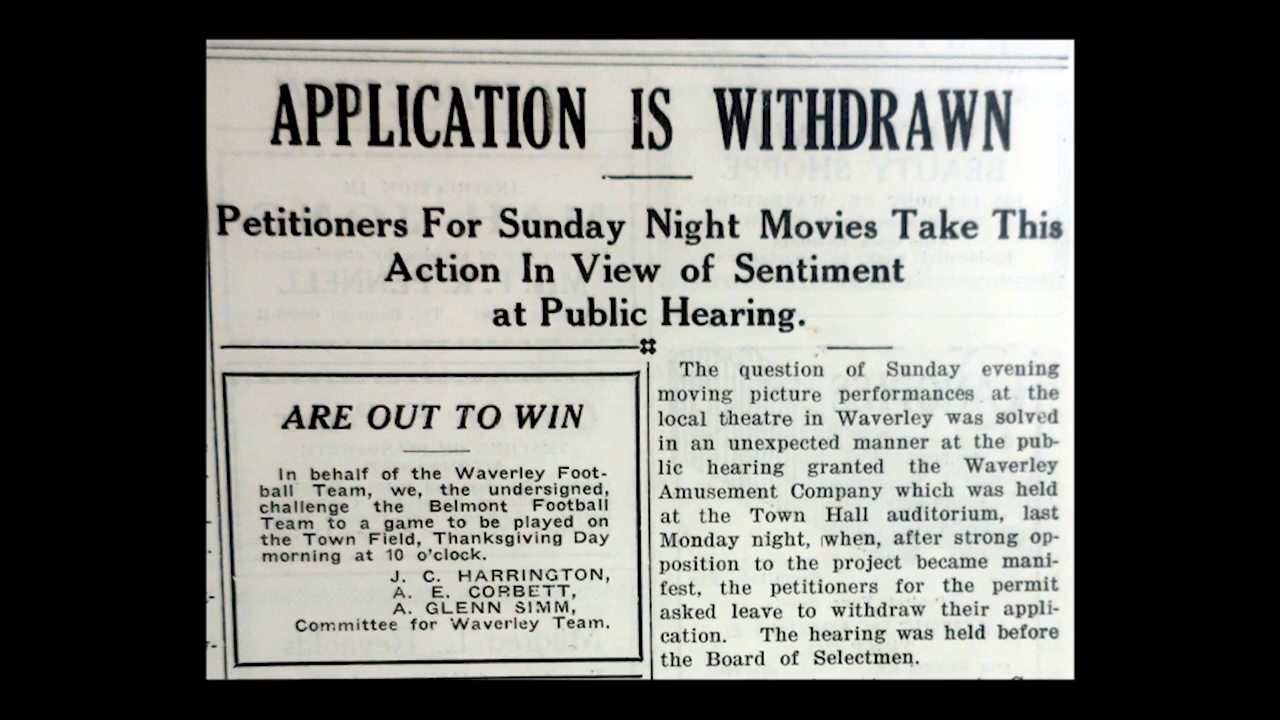 APPLICATION IS WITHDRAWN
Petitioners For Sunday Night Movies Take This
Action In View of Sentiment
at Public Hearing.
ARE OUT TO WIN
In behalf of the Waverley Foot-
ball Team, we, the undersigned,
challenge the Belmont Football
Team to a game to be played on
the Town Field, Thanksgiving Day
morning at 10 o'clock.
J. C. HARRINGTON,
A. E. CORBETT,
A. GLENN SIMM,
Committee for Waverley Team.
The question of Sunday evening
moving picture performances at the
local theatre in Waverley was solved
in an unexpected manner at the pub-
lic hearing granted the Waverley
Amusement Company which was held
at the Town Hall auditorium, last
Monday night, when, after strong op-
position to the project became mani-
fest, the petitioners for the permit
asked leave to withdraw their appli-
cation. The hearing was held before
the Board of Selectmen.